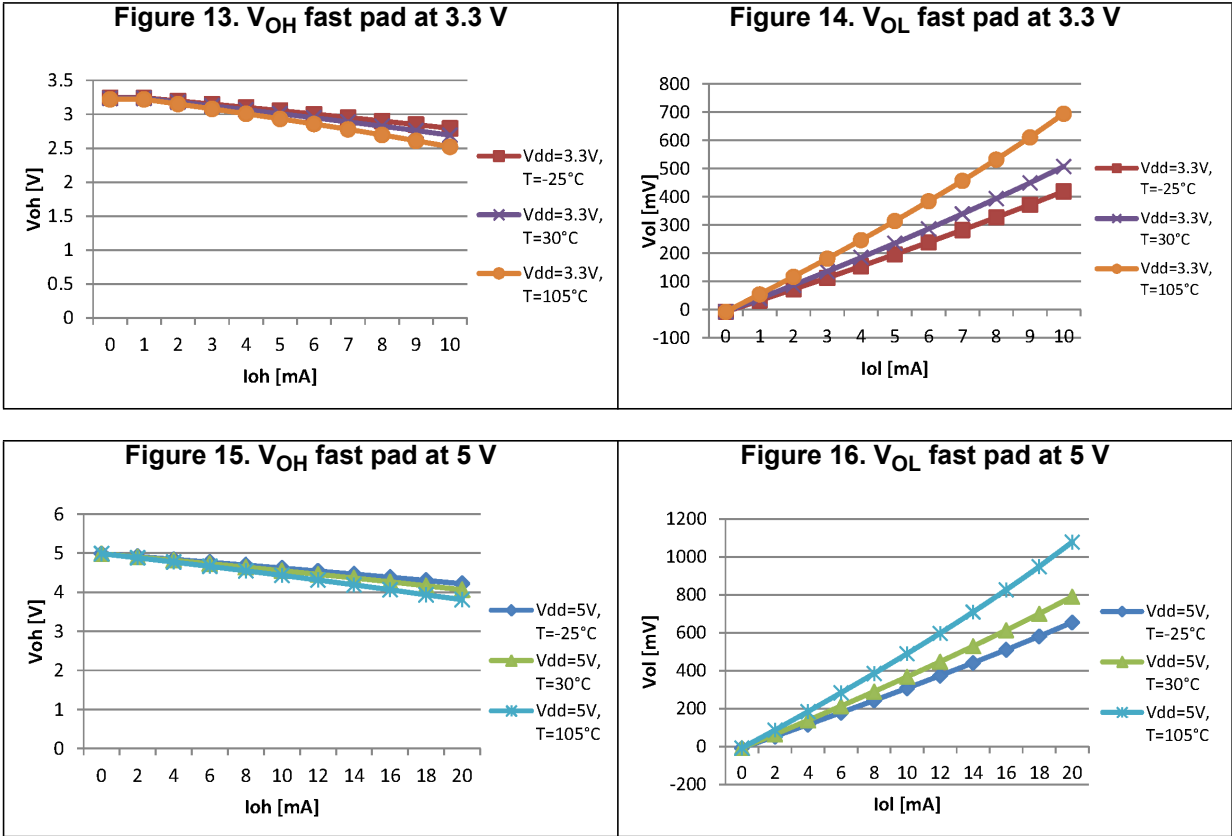 Figure 13. VOH fast pad at 3.3 V
3.5
3
2.5
2
1.5
1
0.5
0
Voh [V]
0 1 2 3 4 5 6 7 8 9 10
Ioh [mA]
Vdd=3.3V,
T=-25°C
Vdd=3.3V,
T=30°C
Vdd=3.3V,
T=105°C
Figure 14. VOL fast pad at 3.3 V
800
700
600
500
400
300
200
100
0
-100
Vol [mV]
0 1 2 3 4 5 6 7 8 9 10
Iol [mA]
Vdd=3.3V,
T=-25°C
Vdd=3.3V,
T=30°C
Vdd=3.3V,
T=105°C
Figure 15. VOH fast pad at 5 V
6
5
4
3
2
1
0
Voh [V]
0 2 4 6 8 10 12 14 16 18 20
Ioh [mA]
Vdd=5V,
T=-25°C
Vdd=5V,
T=30°C
Vdd=5V,
T=105°C
Figure 16. VOL fast pad at 5 V
1200
1000
800
600
400
200
0
-200
Vol [mV]
0 2 4 6 8 10 12 14 16 18 20
Iol [mA]
Vdd=5V,
T=-25°C
Vdd=5V,
T=30°C
Vdd=5V,
T=105°C